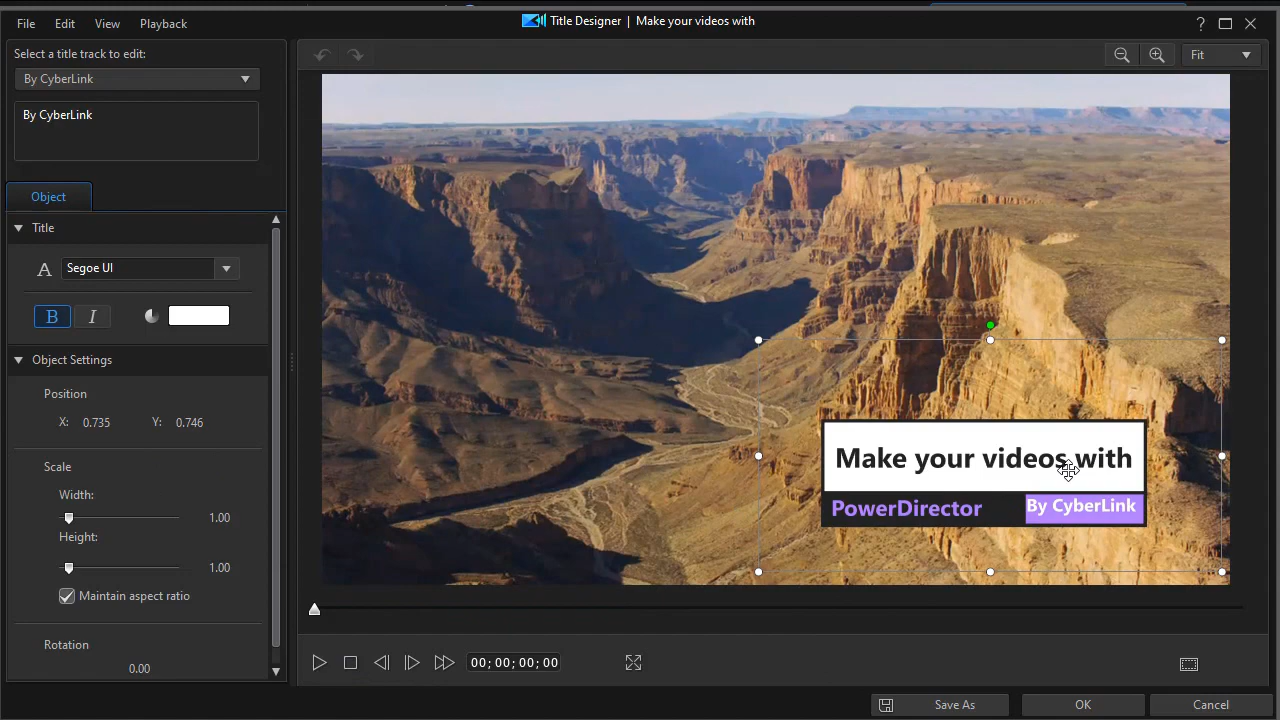 File Edit View Playback
Title Designer | Make your videos with
Select a title track to edit:
By CyberLink
By CyberLink
Object
Title
Segoe UI
B I
Object Settings
Position
X: 0.735 Y: 0.746
Scale
Width:
1.00
Height:
1.00
Maintain aspect ratio
Rotation
0.00
Fit
Make your videos with
PowerDirector By CyberLink
00;00;00;00
Save As OK Cancel